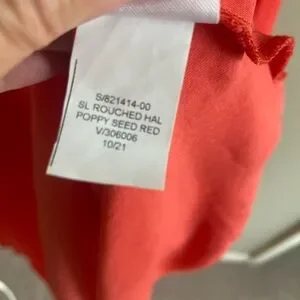 S/821414-00
SL ROUCHED HAL
POPPY SEED RED
V/306006
10/21